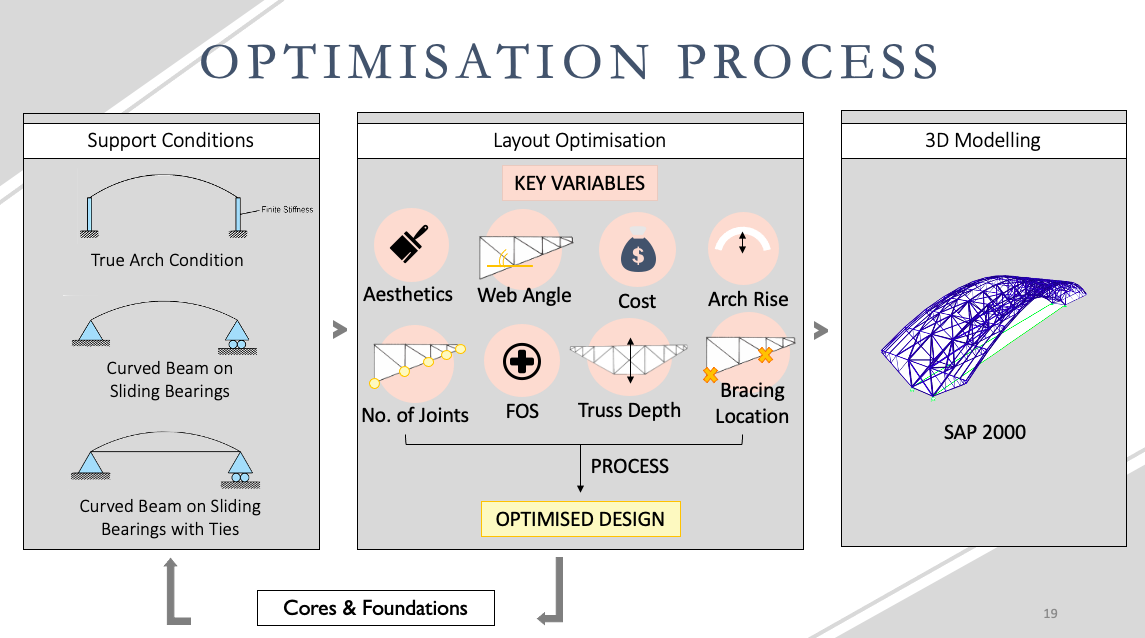 OPTIMISATION PROCESS
Support Conditions
Finite Stiffness
True Arch Condition
Curved Beam on
Sliding Bearings
Curved Beam on Sliding
Bearings with Ties
Layout Optimisation
KEY VARIABLES
Aesthetics
Web Angle
$
Cost
Arch Rise
No. of Joints
FOS
Truss Depth
Bracing
Location
PROCESS
OPTIMISED DESIGN
3D Modelling
SAP 2000
Cores & Foundations
19